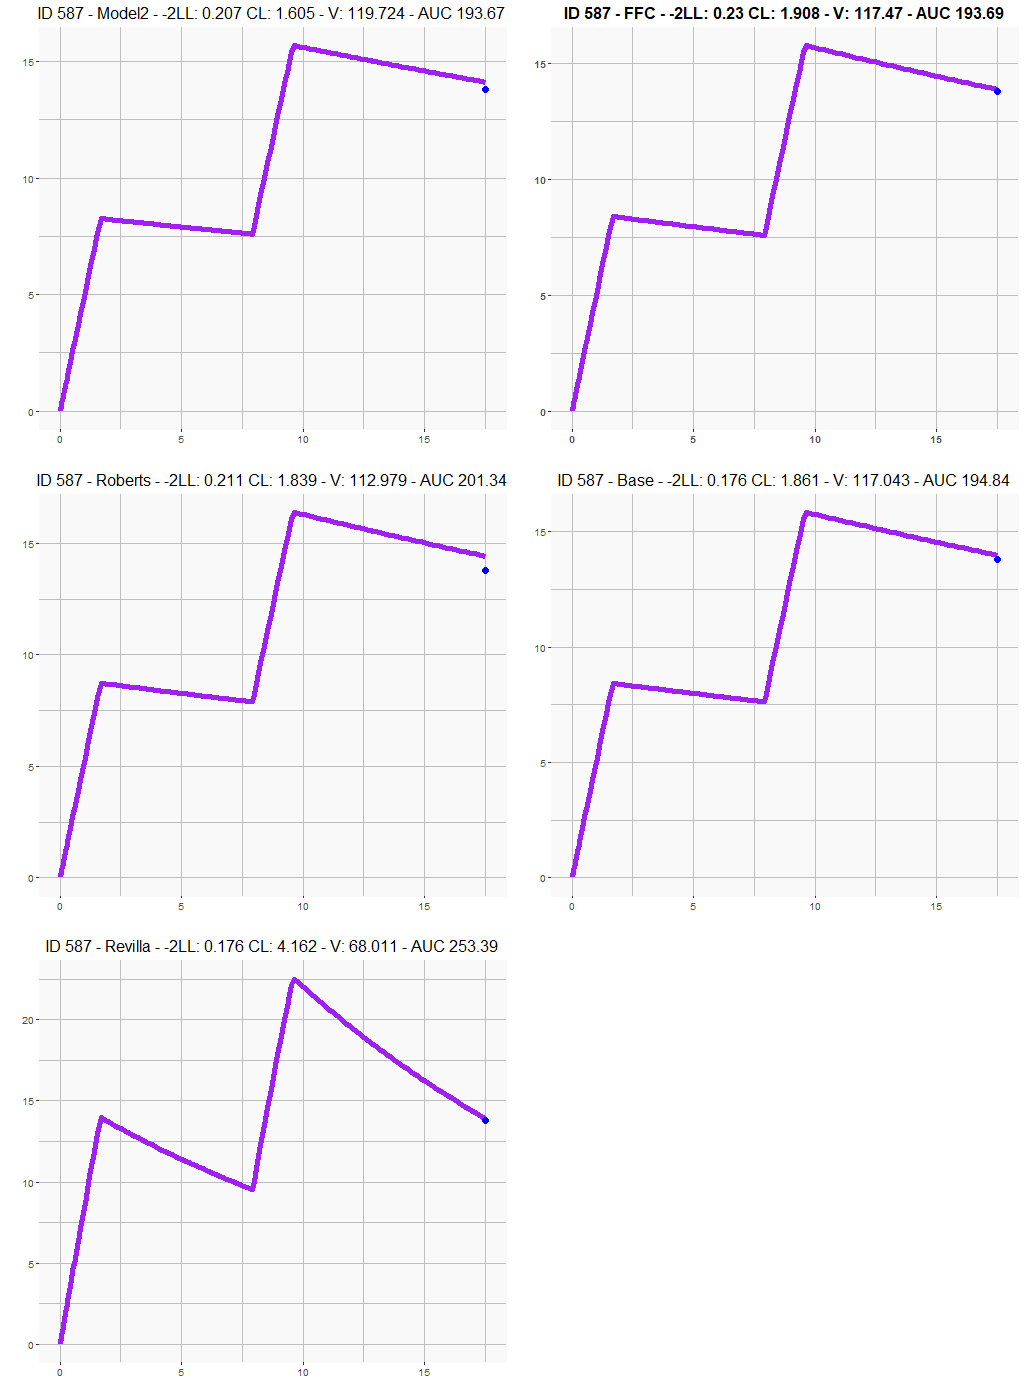 ID 587 - Model2 - -2LL: 0.207 CL: 1.605 - V: 119.724 - AUC 193.67
15
10
5
0
0 5 10 15
ID 587 - FFC - -2LL: 0.23 CL: 1.908 - V: 117.47 - AUC 193.69
15
10
5
0
0 5 10 15
ID 587 - Roberts - -2LL: 0.211 CL: 1.839 - V: 112.979 - AUC 201.34
15
10
5
0
0 5 10 15
ID 587 - Base - -2LL: 0.176 CL: 1.861 - V: 117.043 - AUC 194.84
15
10
5
0
0 5 10 15
ID 587 - Revilla - -2LL: 0.176 CL: 4.162 - V: 68.011 - AUC 253.39
20
15
10
5
0
0 5 10 15